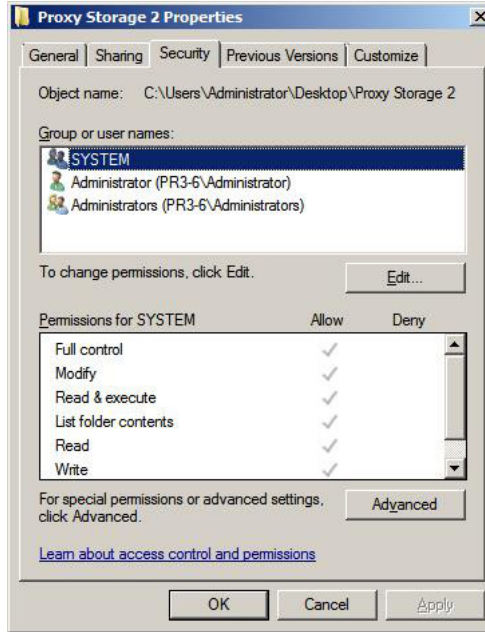 Proxy Storage 2 Properties
General Sharing Security Previous Versions Customize
Object name: C:\Users\Administrator\Desktop\Proxy Storage 2
Group or user names:
SYSTEM
Administrator (PR3-6\Administrator)
Administrators (PR3-6\Administrators)
To change permissions, click Edit.
Edit...
Permissions for SYSTEM Allow Deny
Full control
Modify
Read & execute
List folder contents
Read
Write
For special permissions or advanced settings,
click Advanced.
Advanced
Learn about access control and permissions
OK Cancel Apply